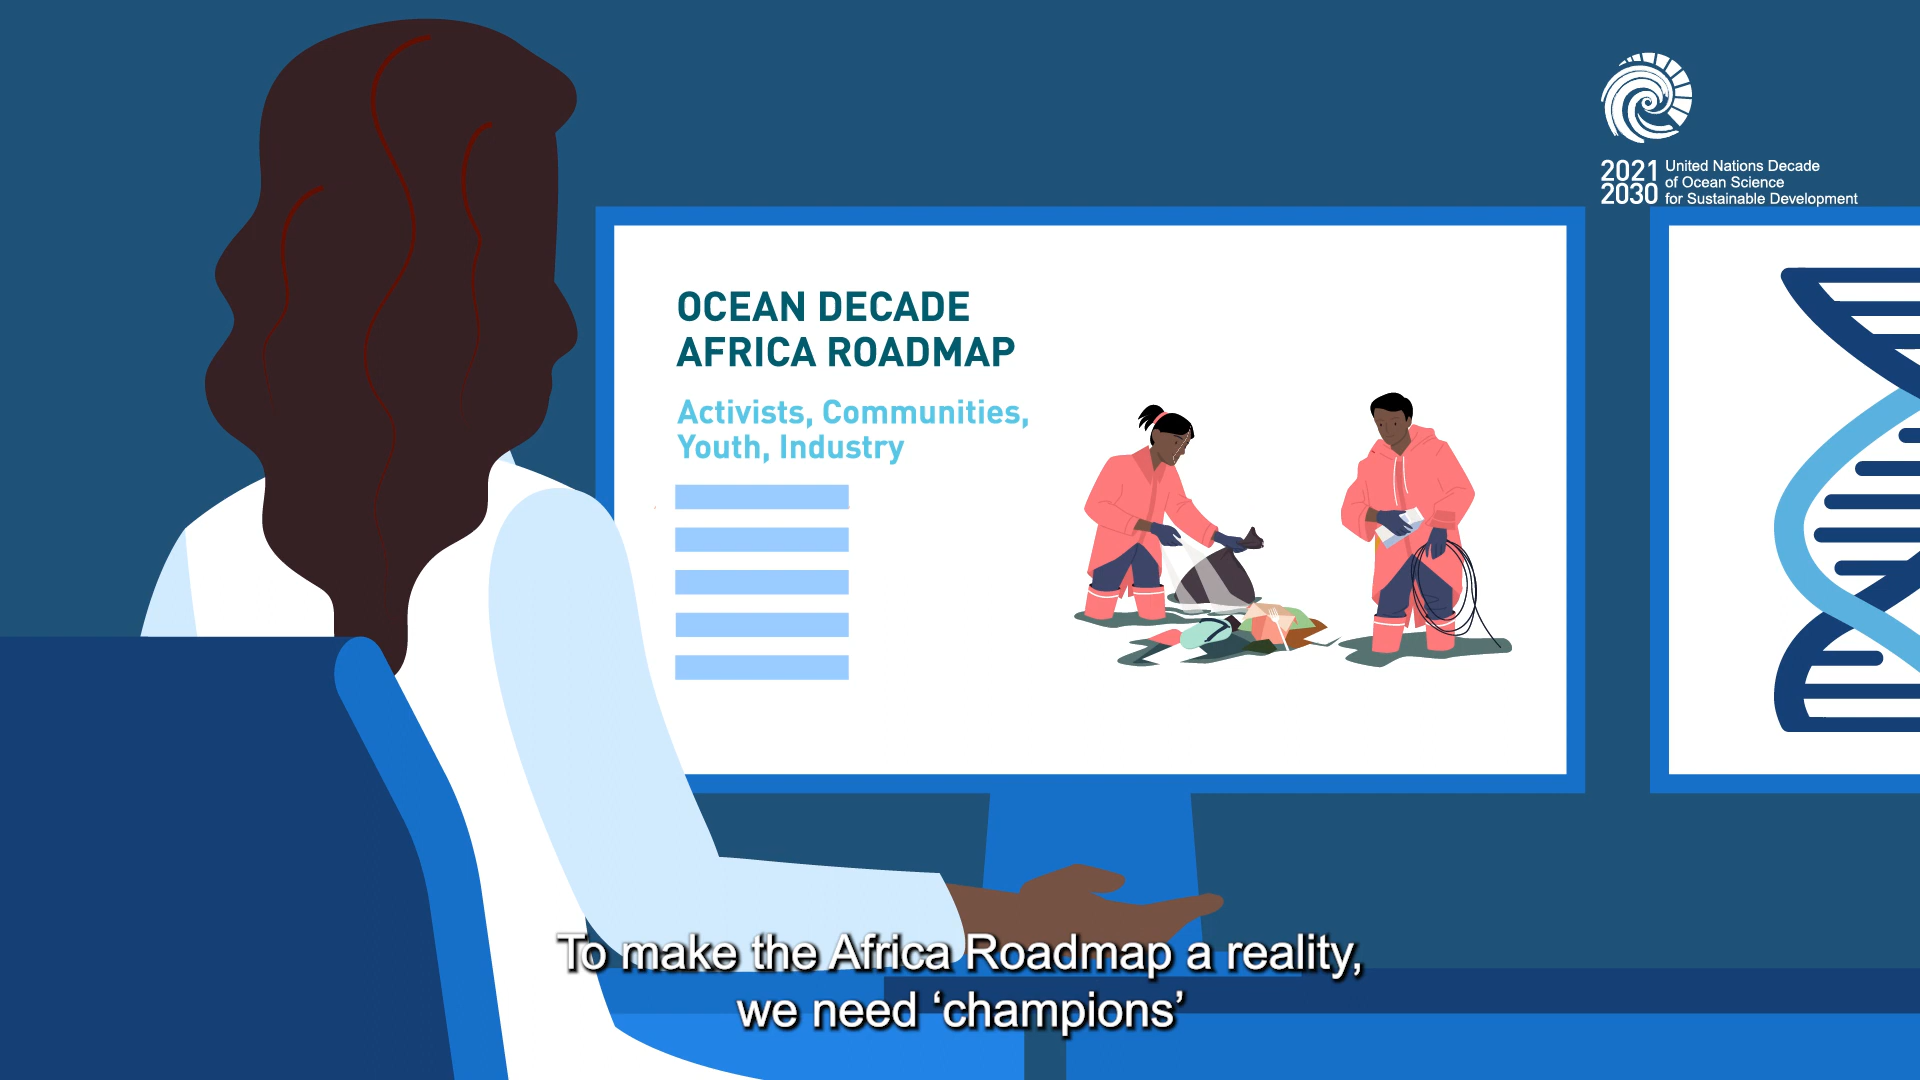 2021
2030
United Nations Decade
of Ocean Science
for Sustainable Development
OCEAN DECADE
AFRICA ROADMAP
Activists, Communities,
Youth, Industry
To make the Africa Roadmap a reality,
we need ‘champions’